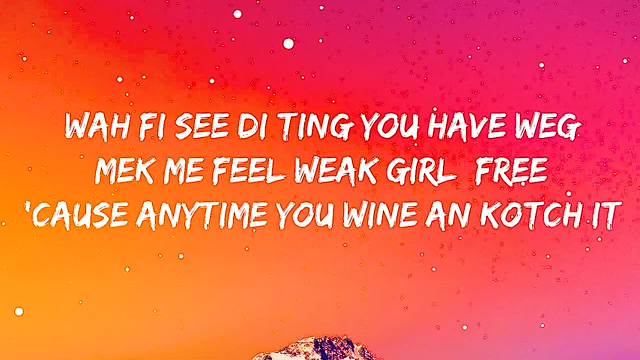 WAH FI SEE DI TING YOU HAVE WEG
MEK ME FEEL WEAK GIRL FREE
'CAUSE ANYTIME YOU WINE AN KOTCH IT